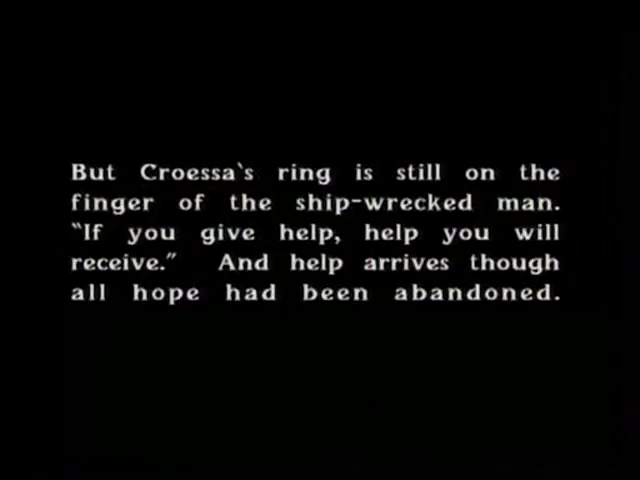 But Croessa`s ring is still on the
finger of the ship-wrecked man.
"If you give help, help you will
receive." And help arrives though
all hope had been abandoned.